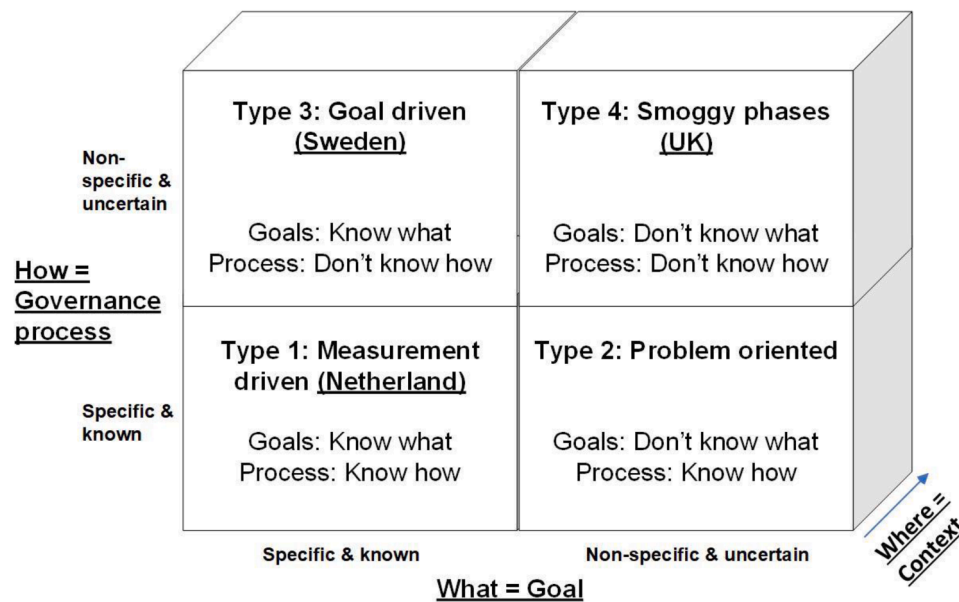 Type 3: Goal driven
(Sweden)
Goals: Know what
Process: Don't know how
Type 4: Smoggy phases
(UK)
Goals: Don't know what
Process: Don't know how
Non-
specific &
uncertain
How =
Governance
process
Type 1: Measurement
driven (Netherland)
Goals: Know what
Process: Know how
Type 2: Problem oriented
Goals: Don't know what
Process: Know how
Specific &
known
Specific & known
Non-specific & uncertain
What = Goal
Where =
Context